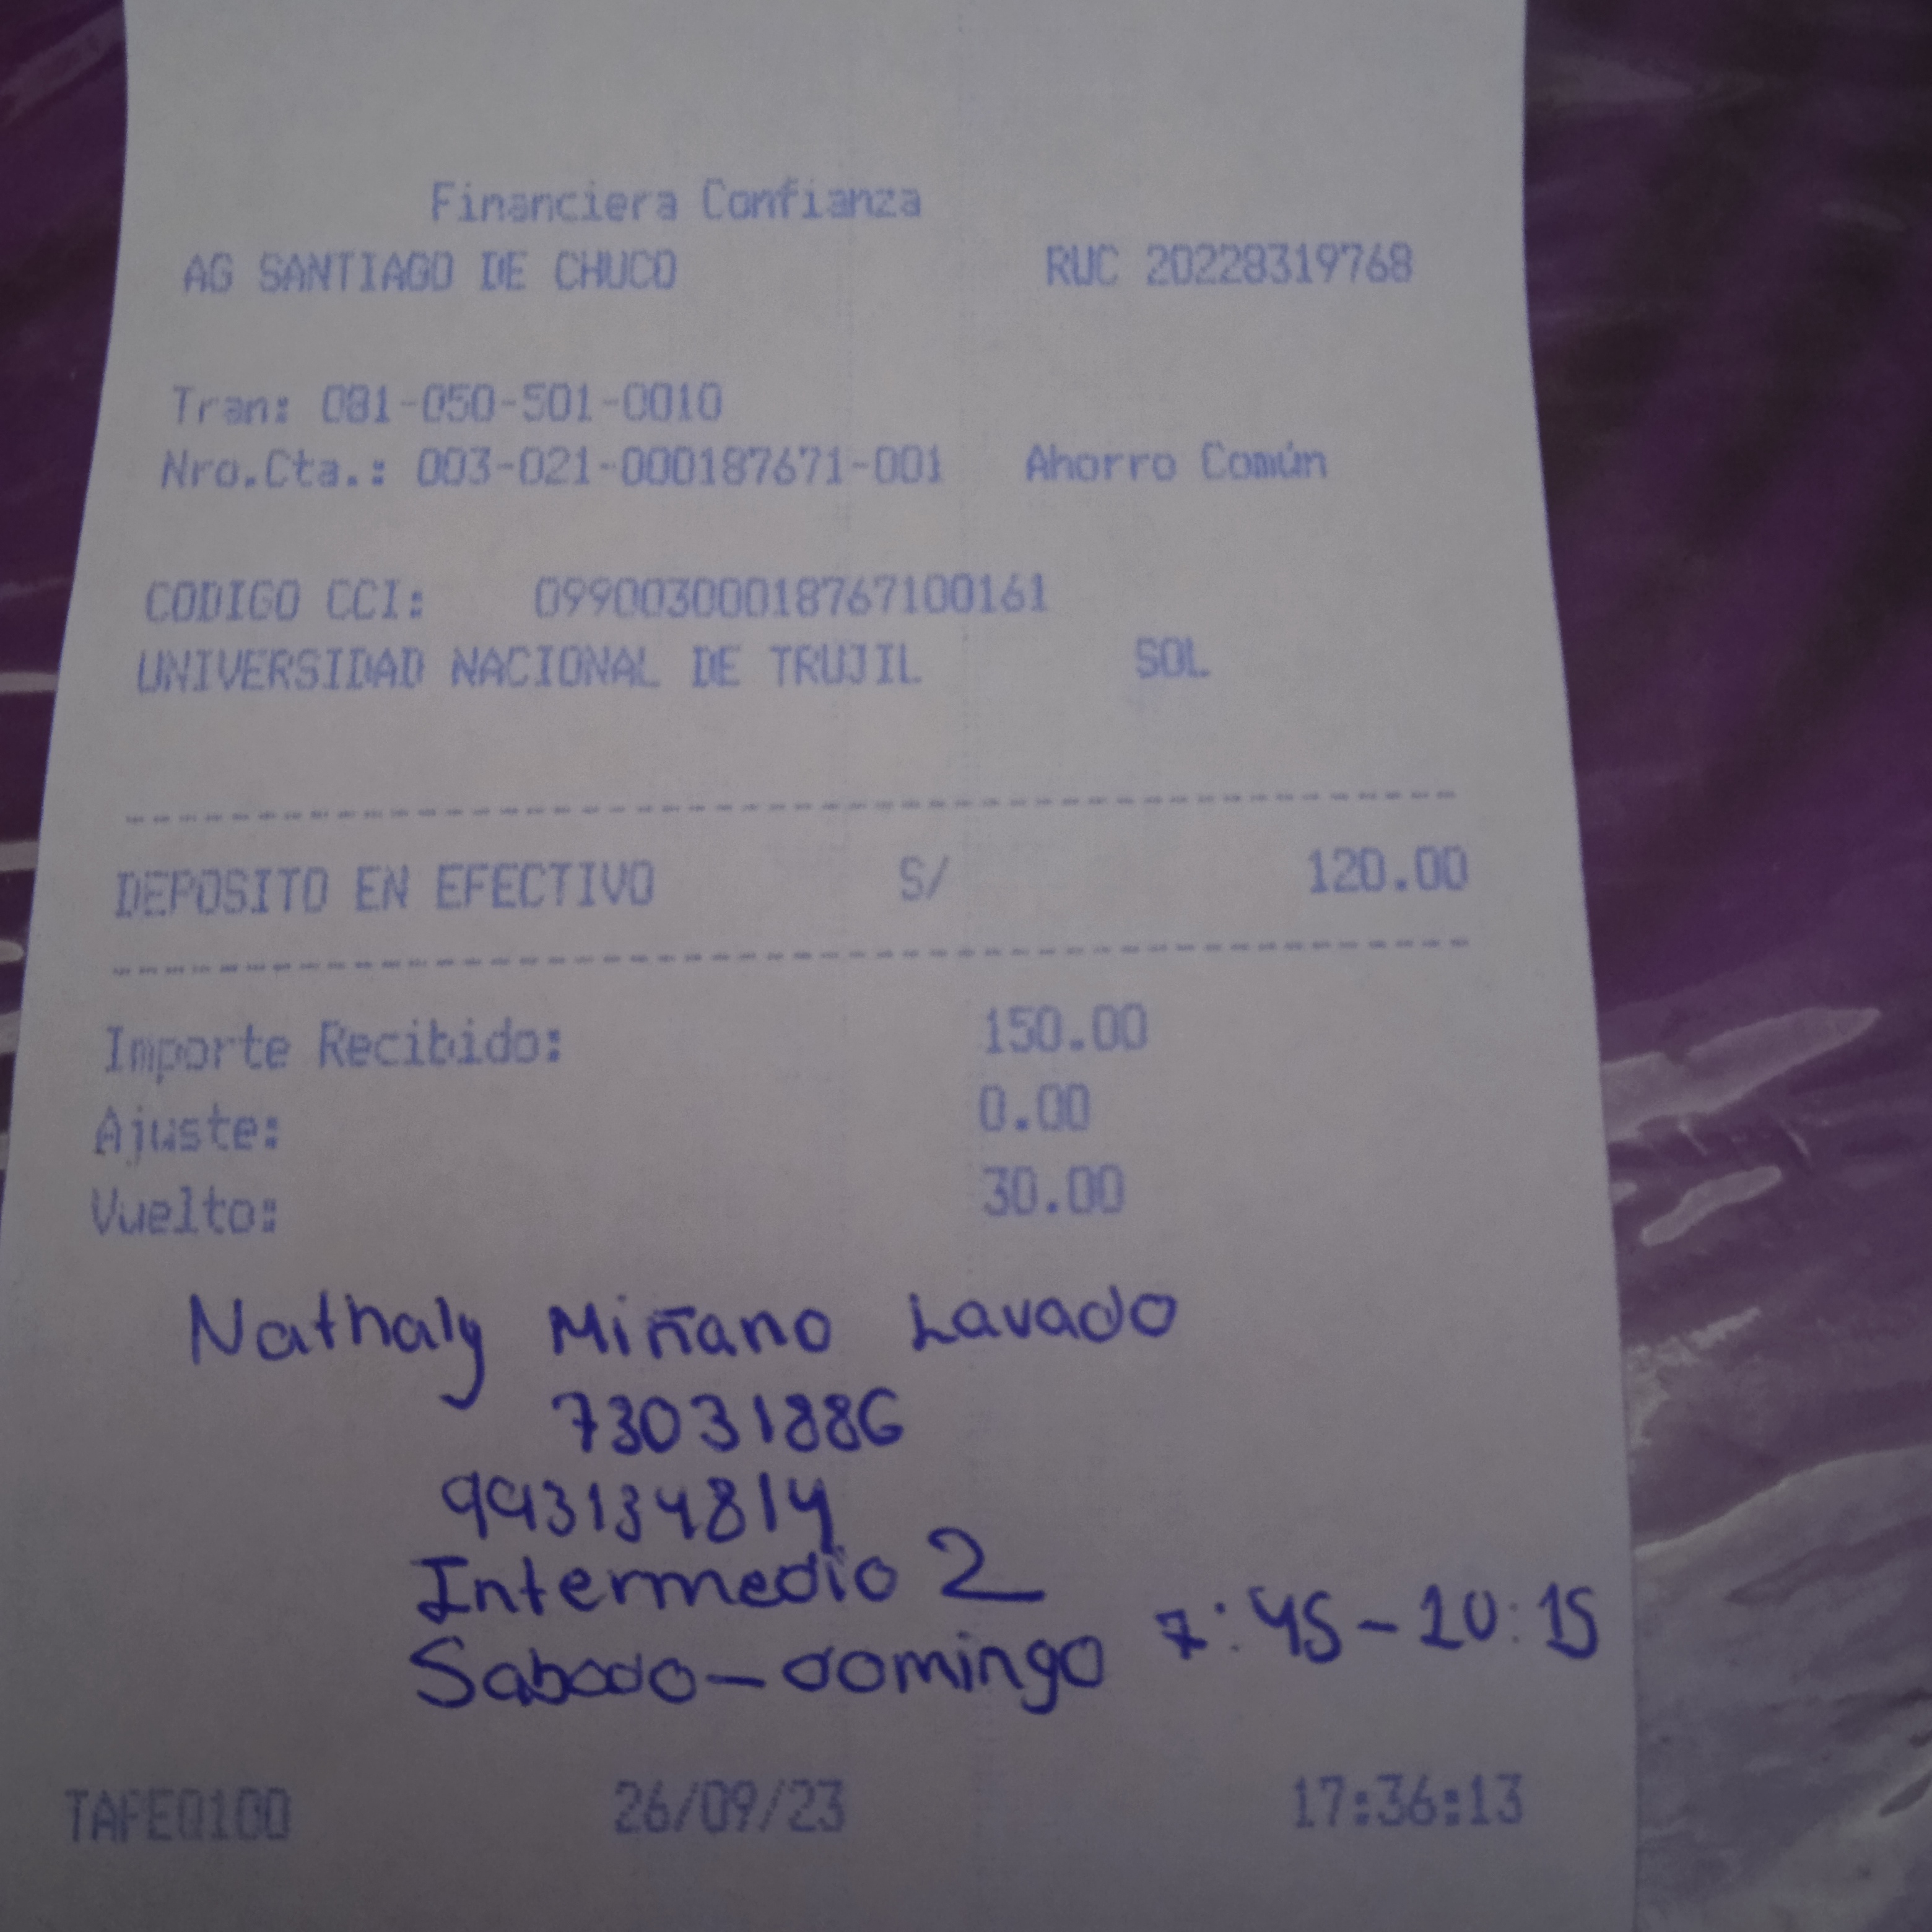 Financiera Confianza
AG SANTIAGO DE CHUCO RUC 20228319768
Tran: 081-050-501-0010
Nro.Cta.: 003-021-000187671-001 Ahorro Común
CODIGO CCI: 09900300018767100161
UNIVERSIDAD NACIONAL DE TRUJIL SOL
DEPOSITO EN EFECTIVO S/ 120.00
Importe Recibido: 150.00
Ajuste: 0.00
Vuelto: 30.00
Nathaly Miñano Lavado
73031886
993134814
Intermedio 2
Sabado - domingo 7:45 - 10:15
TAFEQ100 26/09/23 17:36:13